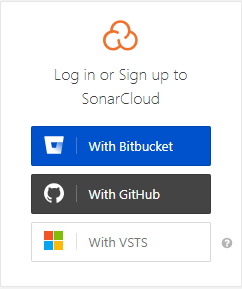 Log in or Sign up to
SonarCloud
With Bitbucket
With GitHub
With VSTS
?